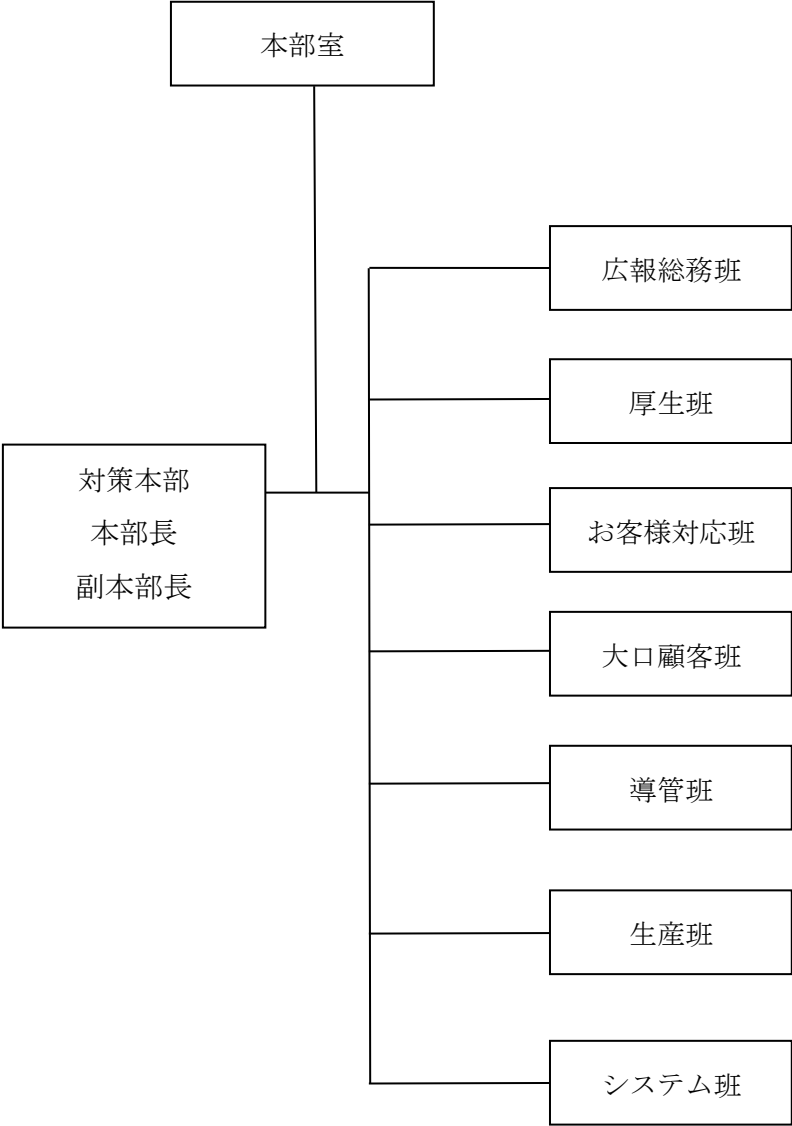 本部室
対策本部
本部長
副本部長
広報総務班
厚生班
お客様対応班
大口顧客班
導管班
生産班
システム班